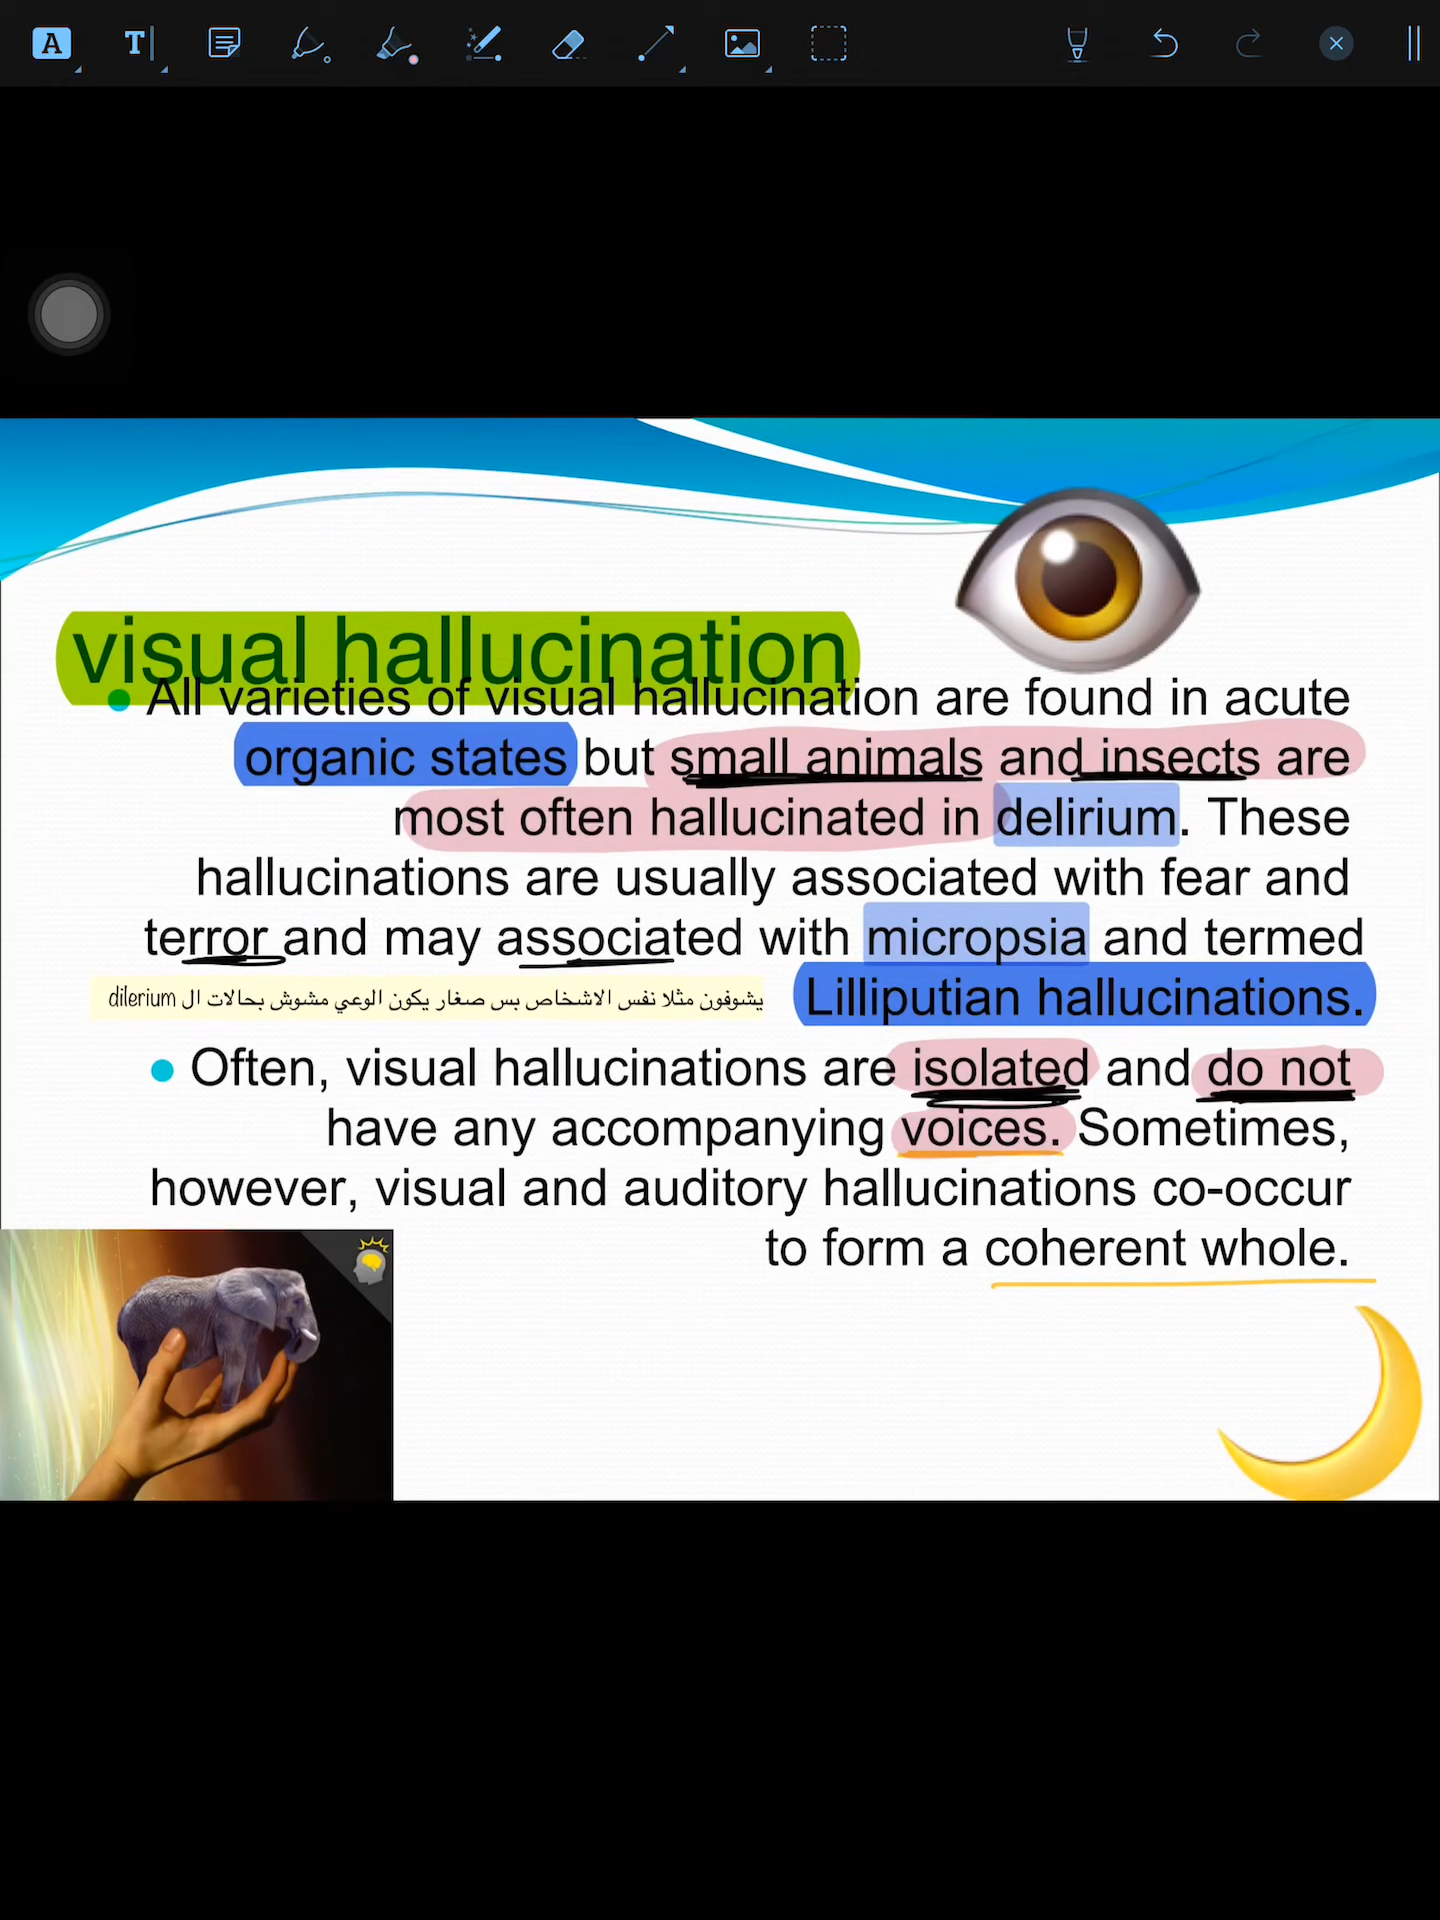 visual hallucination
• All varieties of visual hallucination are found in acute
organic states but small animals and insects are
most often hallucinated in delirium. These
hallucinations are usually associated with fear and
terror and may associated with micropsia and termed
Lilliputian hallucinations.
يشوفون مثلا نفس الاشخاص بس صغار يكون الوعي مشوش بحالات ال dilerium
• Often, visual hallucinations are isolated and do not
have any accompanying voices. Sometimes,
however, visual and auditory hallucinations co-occur
to form a coherent whole.